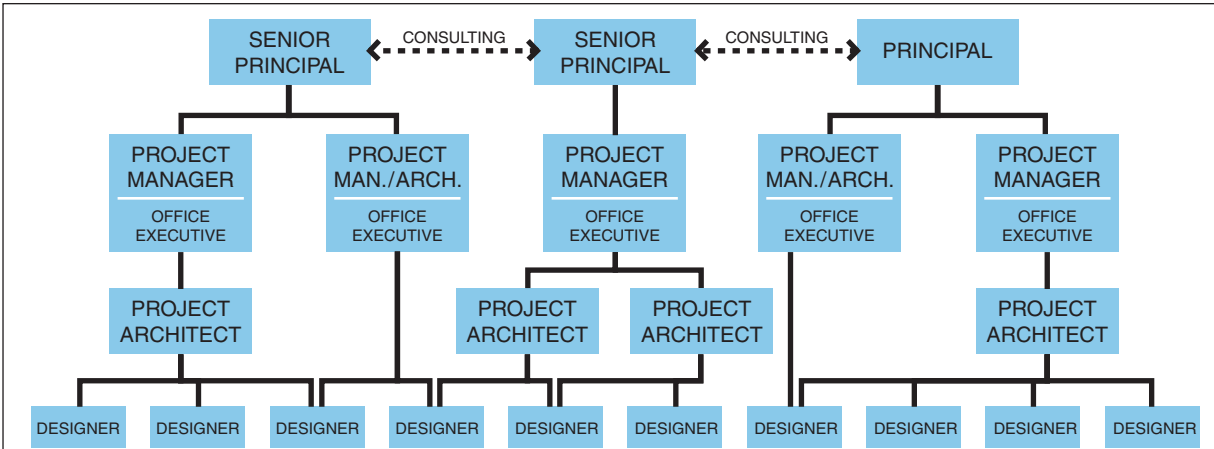 SENIOR
PRINCIPAL
CONSULTING
SENIOR
PRINCIPAL
CONSULTING
PRINCIPAL
PROJECT
MANAGER
OFFICE
EXECUTIVE
PROJECT
MAN./ARCH.
OFFICE
EXECUTIVE
PROJECT
MANAGER
OFFICE
EXECUTIVE
PROJECT
MAN./ARCH.
OFFICE
EXECUTIVE
PROJECT
MANAGER
OFFICE
EXECUTIVE
PROJECT
ARCHITECT
PROJECT
ARCHITECT
PROJECT
ARCHITECT
PROJECT
ARCHITECT
DESIGNER
DESIGNER
DESIGNER
DESIGNER
DESIGNER
DESIGNER
DESIGNER
DESIGNER
DESIGNER
DESIGNER